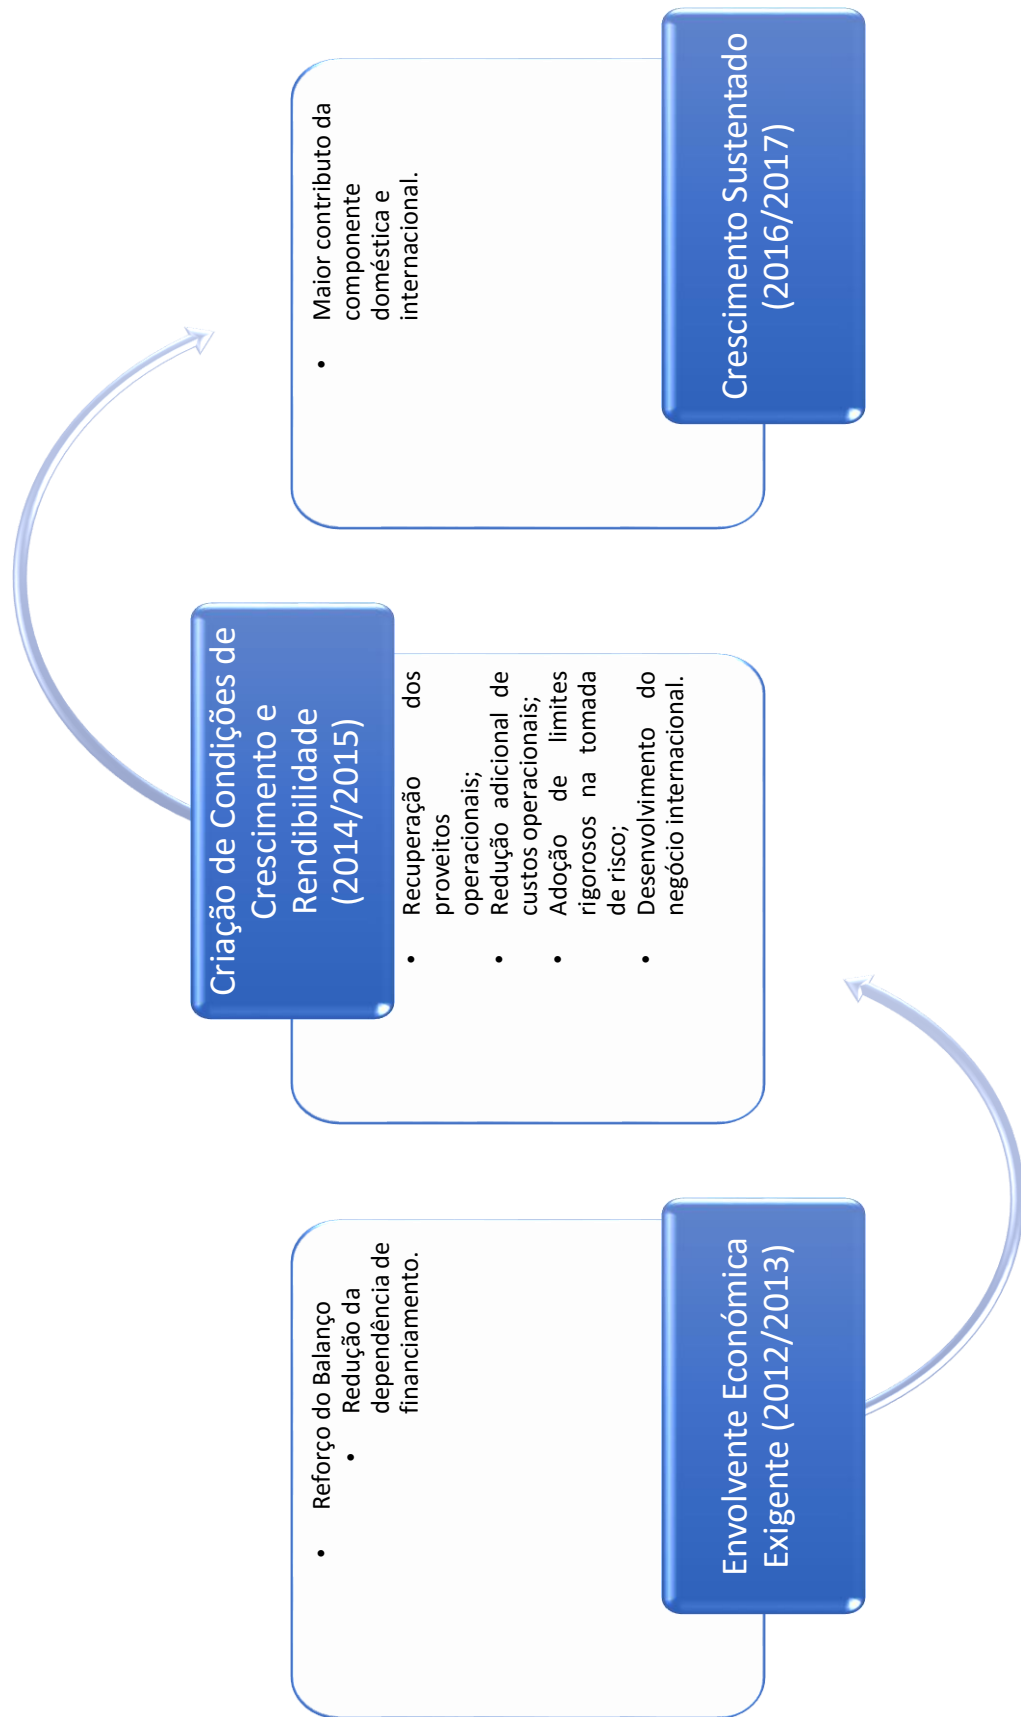 • Reforço do Balanço
• Redução da
dependência de
financiamento.
Envolvente Económica
Exigente (2012/2013)
Criação de Condições de
Crescimento e
Rendibilidade
(2014/2015)
• Recuperação dos
proveitos
operacionais;
• Redução adicional de
custos operacionais;
• Adoção de limites
rigorosos na tomada
de risco;
• Desenvolvimento do
negócio internacional.
• Maior contributo da
componente
doméstica e
internacional.
Crescimento Sustentado
(2016/2017)